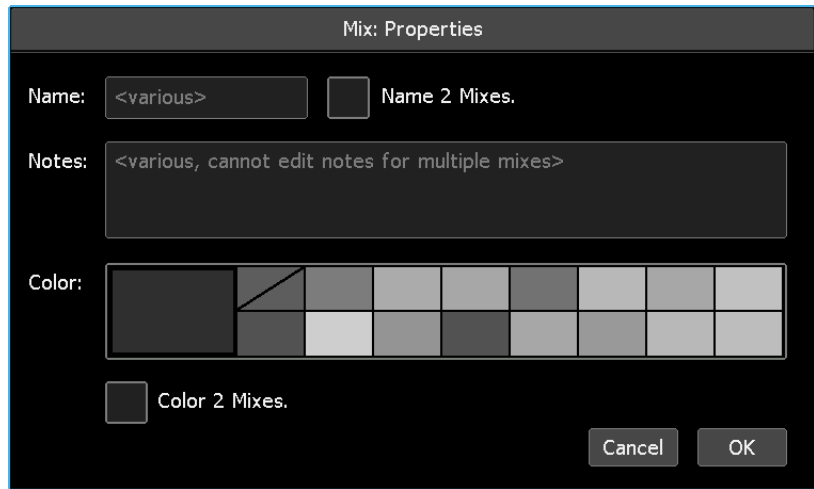 Mix: Properties
Name: <various> Name 2 Mixes.
Notes: <various, cannot edit notes for multiple mixes>
Color:
Color 2 Mixes.
Cancel OK